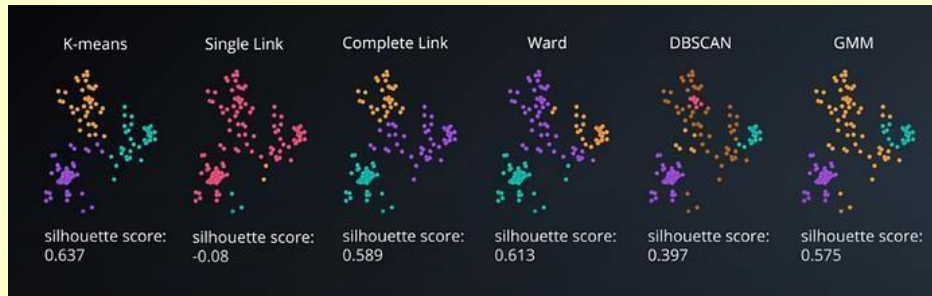 K-means
Single Link
Complete Link
Ward
DBSCAN
GMM
silhouette score:
0.637
silhouette score:
-0.08
silhouette score:
0.589
silhouette score:
0.613
silhouette score:
0.397
silhouette score:
0.575